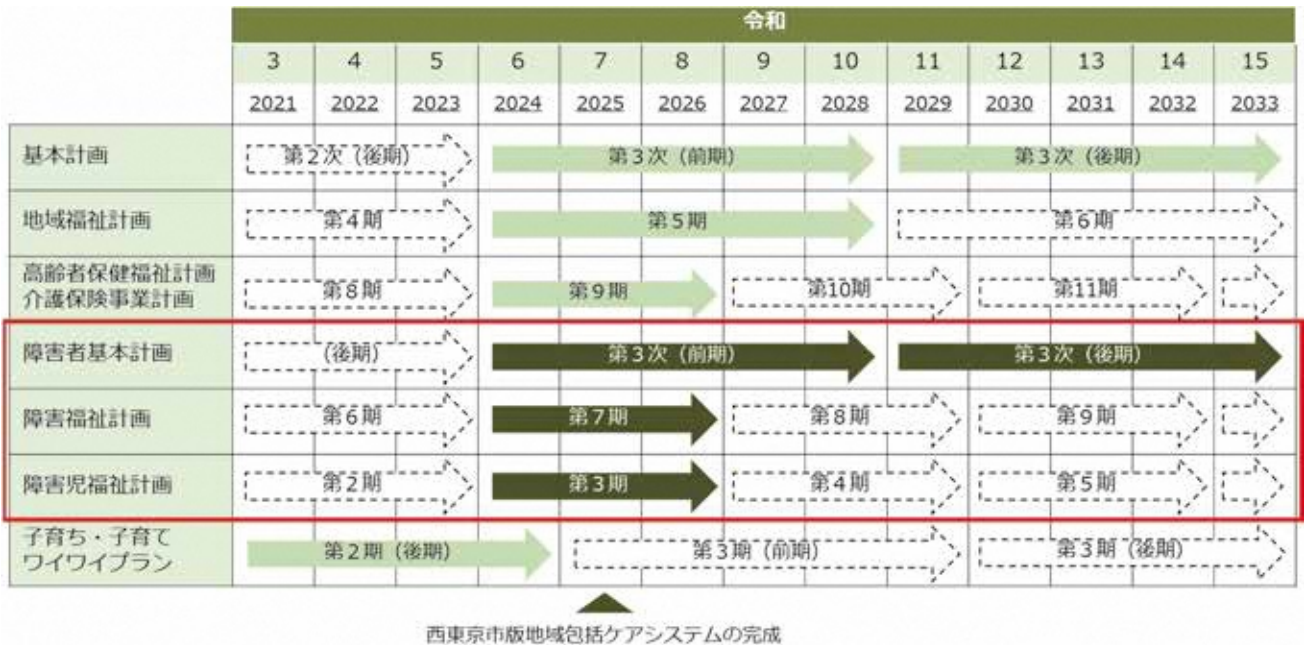 令和
3 4 5 6 7 8 9 10 11 12 13 14 15
2021 2022 2023 2024 2025 2026 2027 2028 2029 2030 2031 2032 2033
基本計画 第2次（後期） 第3次（前期） 第3次（後期）
地域福祉計画 第4期 第5期 第6期
高齢者保健福祉計画
介護保険事業計画 第8期 第9期 第10期 第11期
障害者基本計画 (後期) 第3次（前期） 第3次（後期）
障害福祉計画 第6期 第7期 第8期 第9期
障害児福祉計画 第2期 第3期 第4期 第5期
子育ち・子育て
ワイワイプラン 第2期（後期） 第3期（前期） 第3期（後期）
西東京市版地域包括ケアシステムの完成